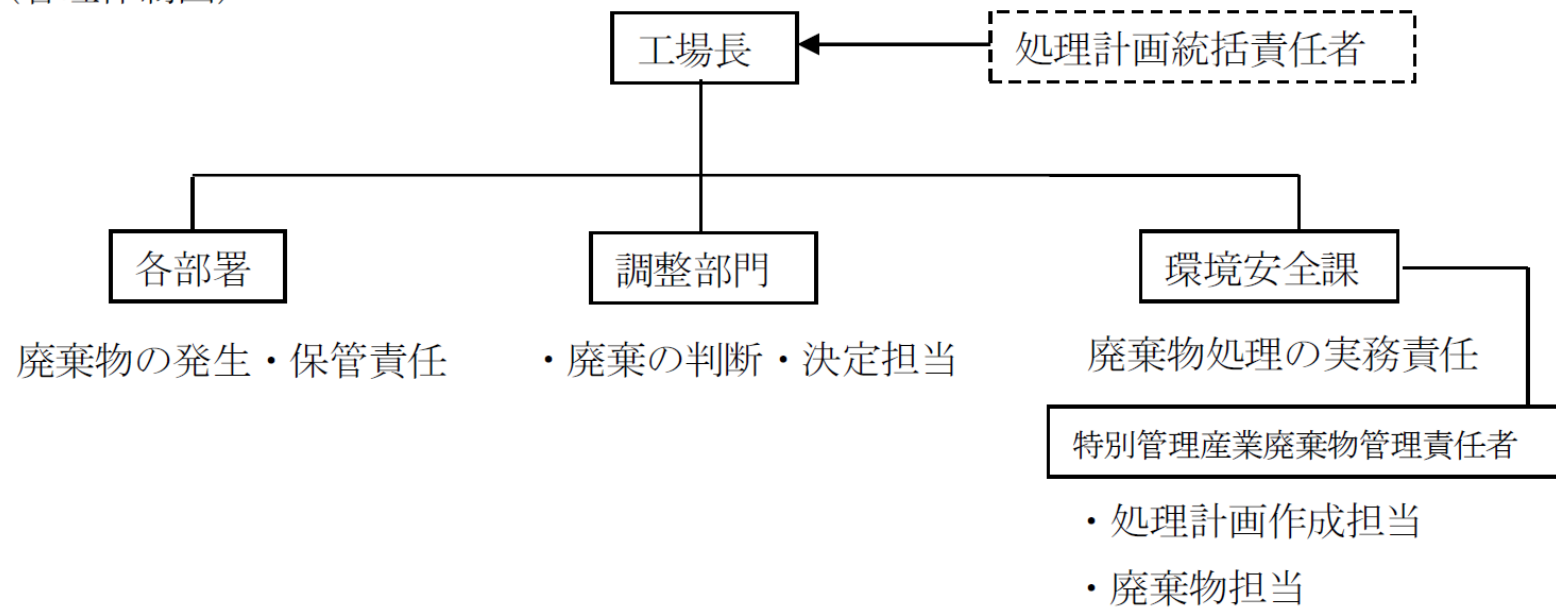 工場長
処理計画統括責任者
各部署
調整部門
環境安全課
廃棄物の発生・保管責任
・廃棄の判断・決定担当
廃棄物処理の実務責任
特別管理産業廃棄物管理責任者
・処理計画作成担当
・廃棄物担当